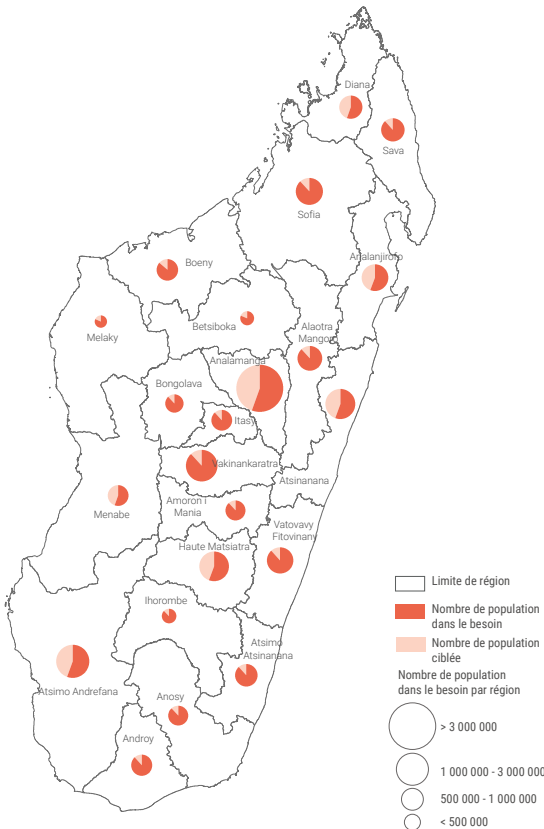 Diana
Sava
Sofia
Analanjirofo
Boeny
Betsiboka
Melaky
Alaotra
Mangoro
Analamanga
Bongolava
Itasy
Vakinankaratra
Atsinanana
Menabe
Amoron i
Mania
Vatovavy
Fitovinany
Haute Matsiatra
Ihorombe
Atsimo
Atsinanana
Atsimo Andrefana
Anosy
Androy
Limite de région
Nombre de population
dans le besoin
Nombre de population
ciblée
Nombre de population
dans le besoin par région
> 3 000 000
1 000 000 - 3 000 000
500 000 - 1 000 000
< 500 000